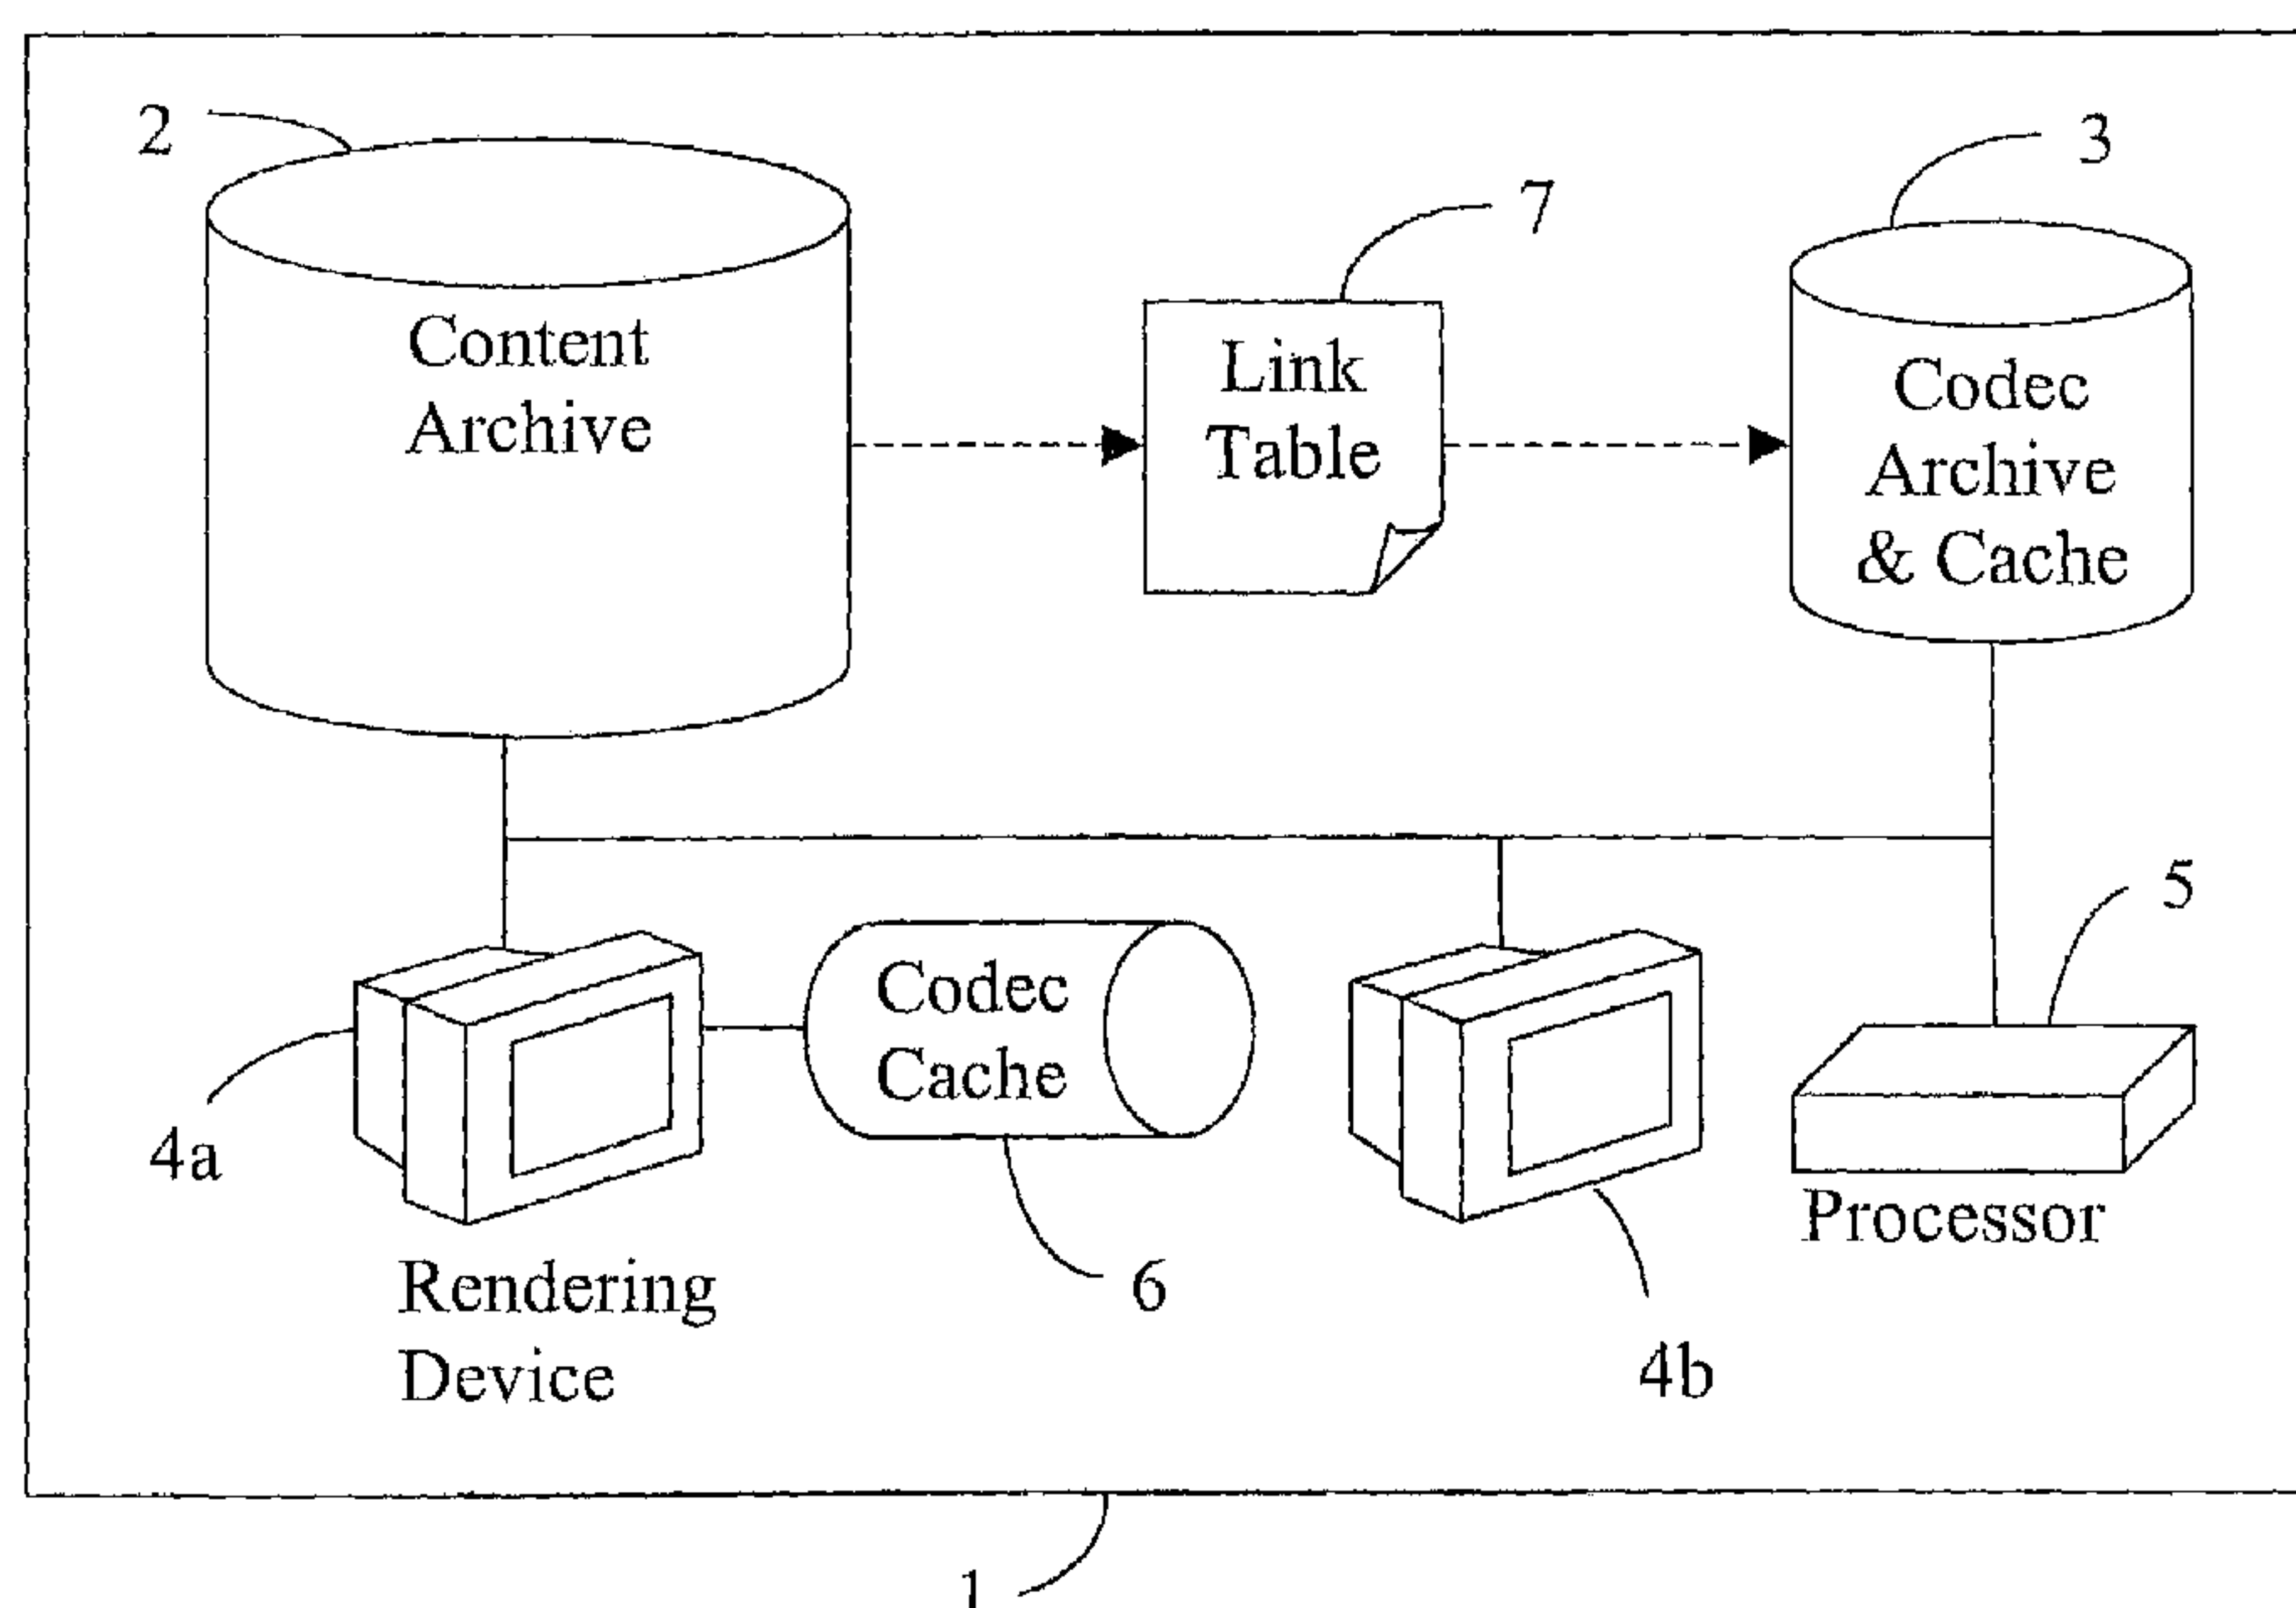 2
3
7
Content
Archive
Link
Table
Codec
Archive
& Cache
5
Codec
Cache
4a
Processor
6
Rendering
Device
4b
1